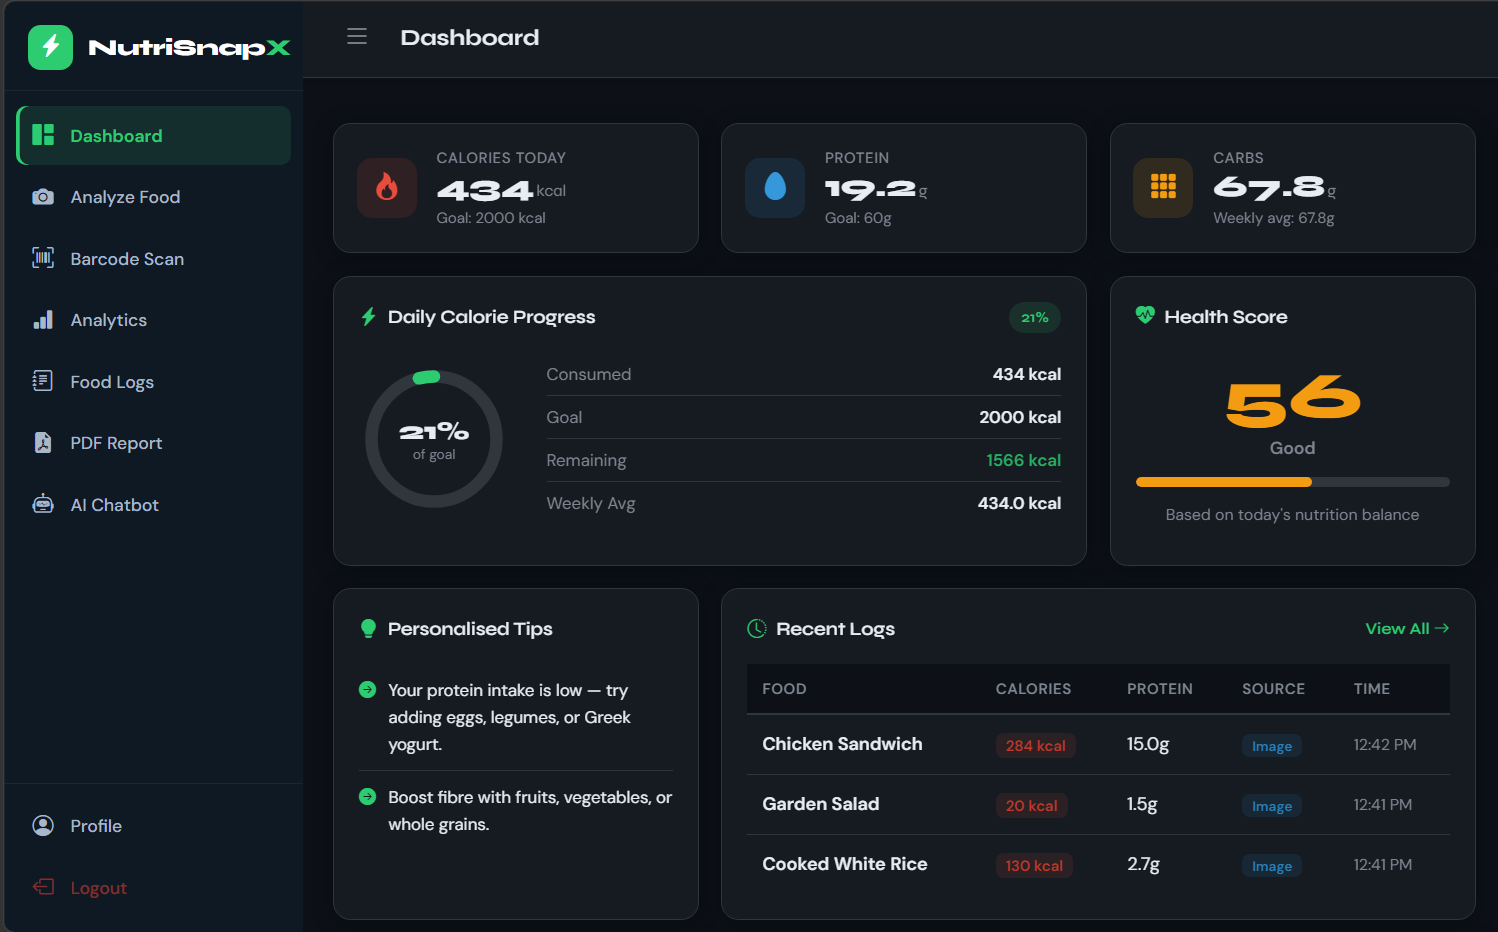 NutriSnapX
Dashboard
Dashboard
Analyze Food
Barcode Scan
Analytics
Food Logs
PDF Report
AI Chatbot
Profile
Logout
CALORIES TODAY
434 kcal
Goal: 2000 kcal
PROTEIN
19.2 g
Goal: 60g
CARBS
67.8 g
Weekly avg: 67.8g
Daily Calorie Progress
21%
21%
of goal
Consumed 434 kcal
Goal 2000 kcal
Remaining 1566 kcal
Weekly Avg 434.0 kcal
Health Score
56
Good
Based on today's nutrition balance
Personalised Tips
Your protein intake is low — try
adding eggs, legumes, or Greek
yogurt.
Boost fibre with fruits, vegetables, or
whole grains.
Recent Logs
View All →
FOOD CALORIES PROTEIN SOURCE TIME
Chicken Sandwich 284 kcal 15.0g Image 12:42 PM
Garden Salad 20 kcal 1.5g Image 12:41 PM
Cooked White Rice 130 kcal 2.7g Image 12:41 PM